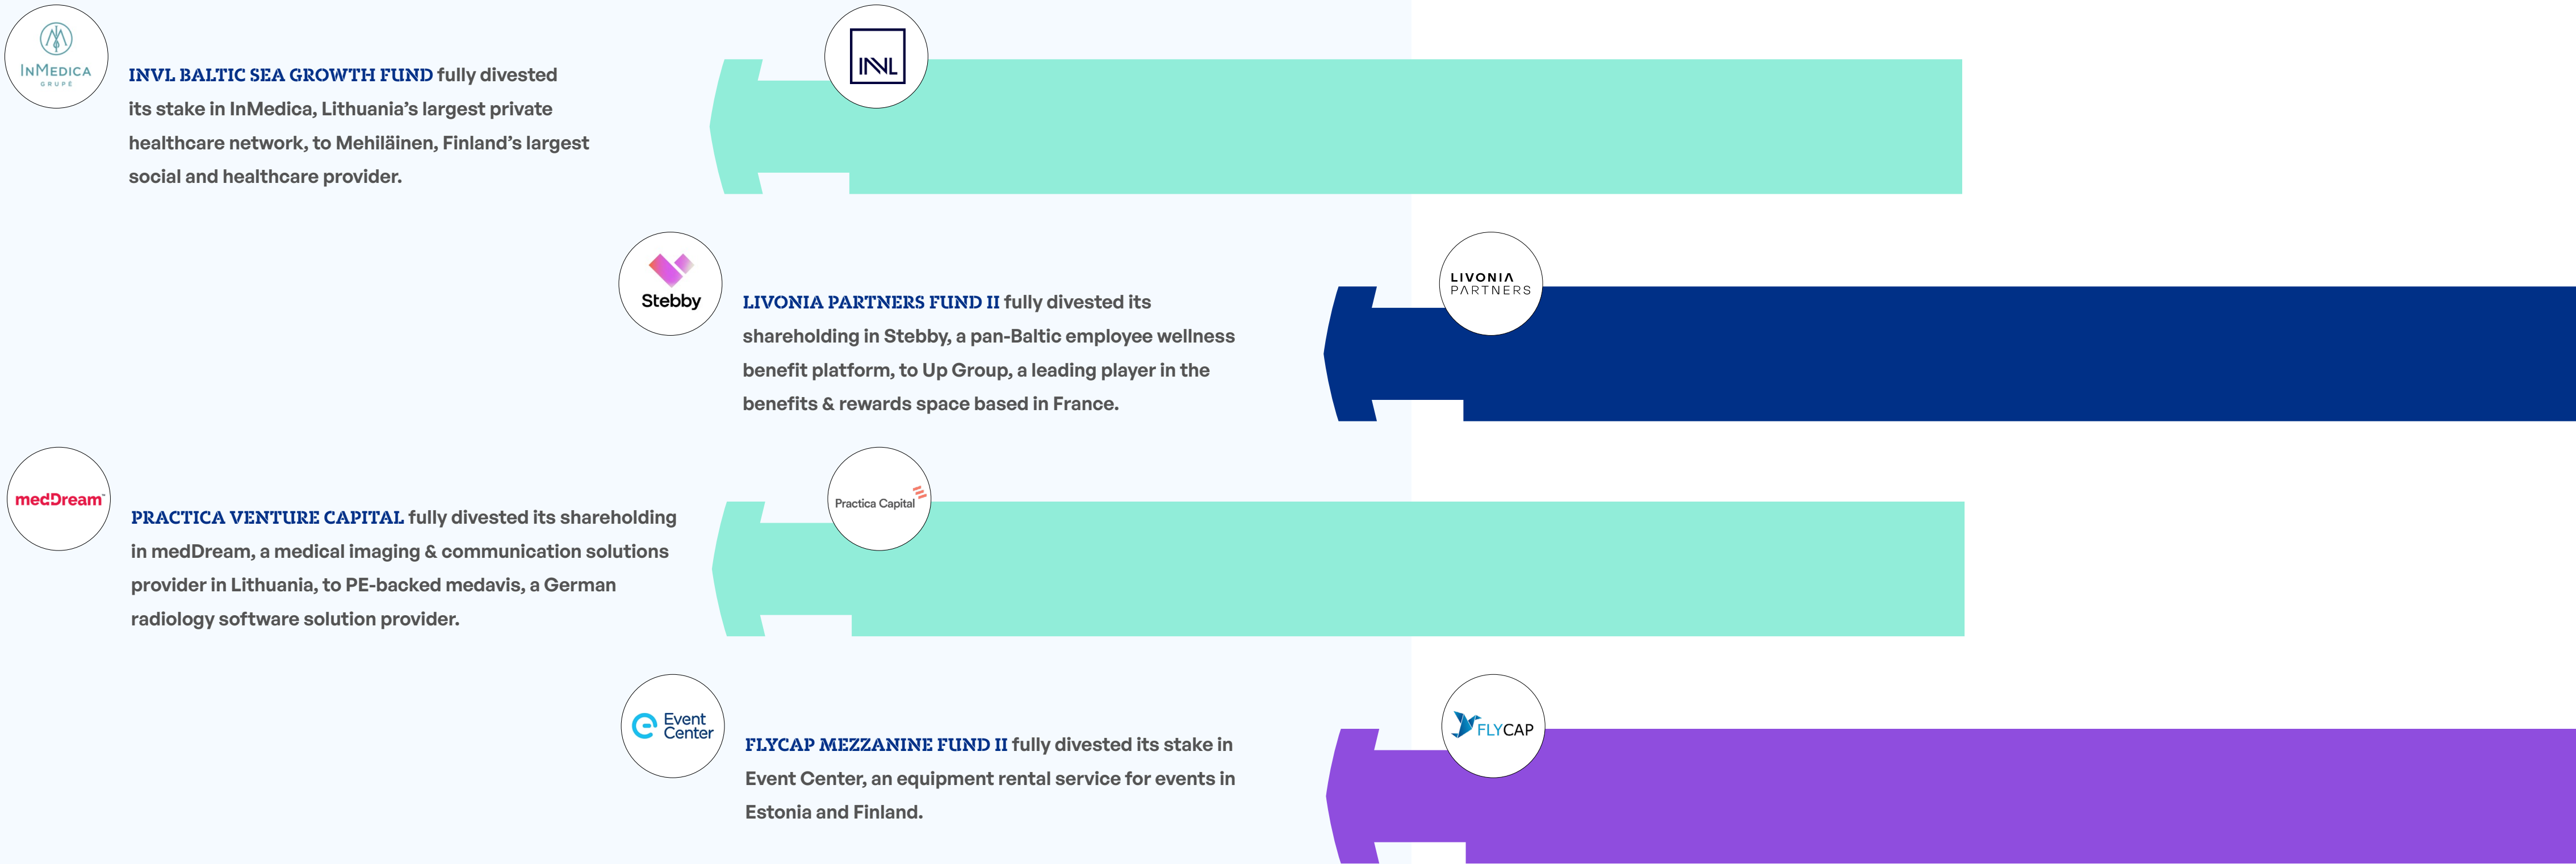 INMEDICA
GRUPE
INVL
INVL BALTIC SEA GROWTH FUND fully divested
its stake in InMedica, Lithuania’s largest private
healthcare network, to Mehiläinen, Finland’s largest
social and healthcare provider.
Stebby
LIVONIA
PARTNERS
LIVONIA PARTNERS FUND II fully divested its
shareholding in Stebby, a pan-Baltic employee wellness
benefit platform, to Up Group, a leading player in the
benefits & rewards space based in France.
medDream™
Practica Capital
PRACTICA VENTURE CAPITAL fully divested its shareholding
in medDream, a medical imaging & communication solutions
provider in Lithuania, to PE-backed medavis, a German
radiology software solution provider.
Event
Center
FLYCAP
FLYCAP MEZZANINE FUND II fully divested its stake in
Event Center, an equipment rental service for events in
Estonia and Finland.